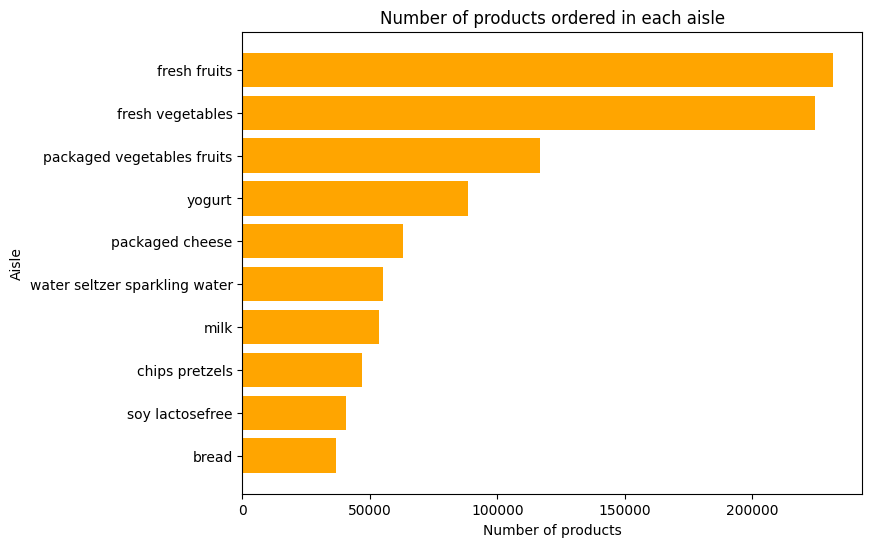 Number of products ordered in each aisle
Aisle
fresh fruits
fresh vegetables
packaged vegetables fruits
yogurt
packaged cheese
water seltzer sparkling water
milk
chips pretzels
soy lactosefree
bread
0 50000 100000 150000 200000
Number of products